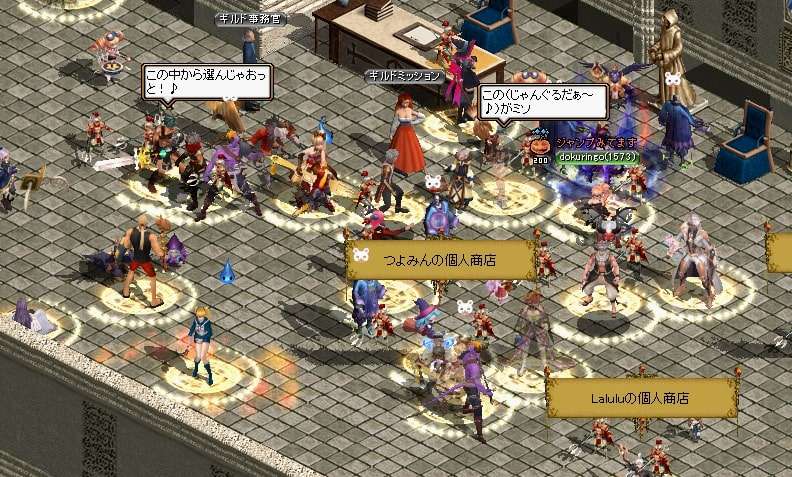 ギルド事務官
この中から選んじゃおっ
と！♪
ギルドミッション
この(じゃんぐるだぁ～
♪)がミソ
200
ジャンプみてます
dokuringo(1573)
つよみんの個人商店
Laluluの個人商店